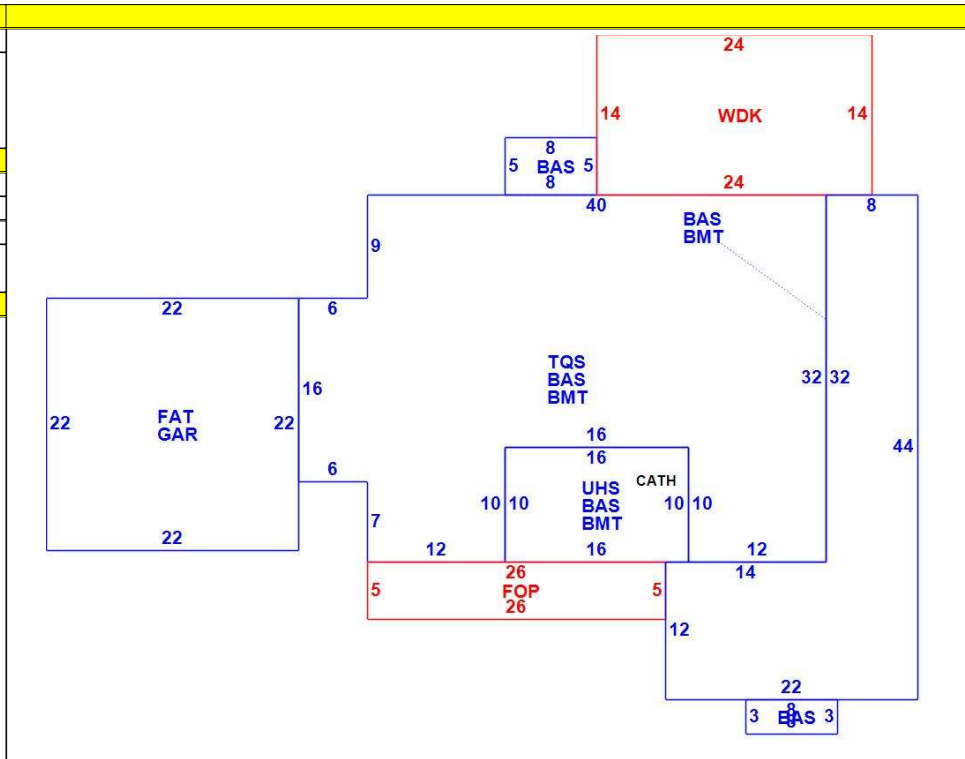 24
14 WDK 14
8
5 BAS 5
8 24
40 8
BAS
BMT
9
22 6
TQS
BAS
BMT
32 32
16
FAT
GAR
22 22
44
16
16
6
CATH
UHS
BAS
BMT
10 10 10 10
7
22
12 16 12
26 14
5 FOP 5
26
12
22
8
3 BAS 3